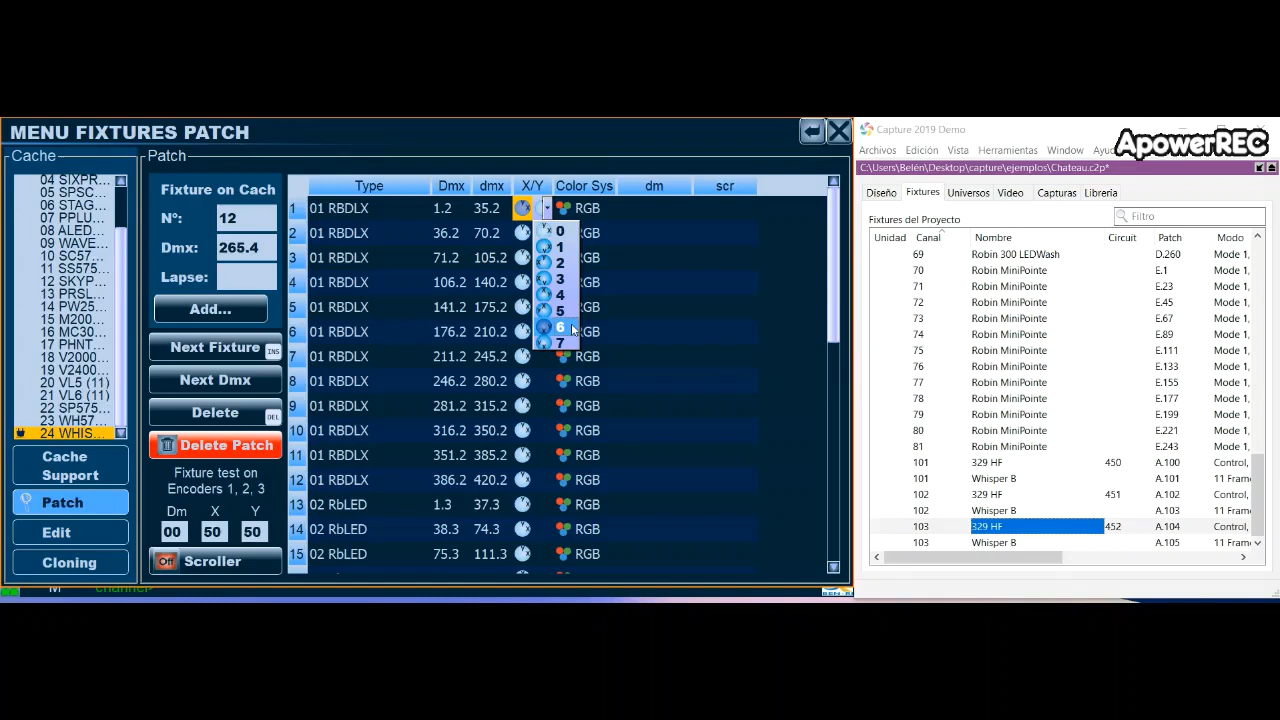 MENU FIXTURES PATCH
Cache
04 SIXPR...
05 SPSC...
06 STAG...
07 PPLU...
08 ALED...
09 WAVE...
10 SC57...
11 SS575...
12 SKYP...
13 PRSL...
14 PW25...
15 M200...
16 MC30...
17 PHNT...
18 V2000...
19 V2400...
20 VL5 (11)
21 VL6 (11)
22 SP575...
23 WH57...
24 WHIS...
Cache
Support
Patch
Edit
Cloning
Patch
Fixture on Cach
Nº: 12
Dmx: 265.4
Lapse:
Add...
Next Fixture INS
Next Dmx
Delete DEL
Delete Patch
Fixture test on
Encoders 1, 2, 3
Dm X Y
00 50 50
Off Scroller
Type Dmx dmx X/Y Color Sys dm scr
1 01 RBDLX 1.2 35.2 RGB
2 01 RBDLX 36.2 70.2 RGB
3 01 RBDLX 71.2 105.2 RGB
4 01 RBDLX 106.2 140.2 RGB
5 01 RBDLX 141.2 175.2 RGB
6 01 RBDLX 176.2 210.2 RGB
7 01 RBDLX 211.2 245.2 RGB
8 01 RBDLX 246.2 280.2 RGB
9 01 RBDLX 281.2 315.2 RGB
10 01 RBDLX 316.2 350.2 RGB
11 01 RBDLX 351.2 385.2 RGB
12 01 RBDLX 386.2 420.2 RGB
13 02 RbLED 1.3 37.3 RGB
14 02 RbLED 38.3 74.3 RGB
15 02 RbLED 75.3 111.3 RGB
0
1
2
3
4
5
6
7
M channel>
Capture 2019 Demo
ApowerREC
Archivos Edición Vista Herramientas Window Ayu
C:\Users\Belén\Desktop\capture\ejemplos\Chateau.c2p*
Diseño Fixtures Universos Video Capturas Librería
Fixtures del Proyecto
Filtro
Unidad Canal Nombre Circuit Patch Modo
69 Robin 300 LEDWash D.260 Mode 1,
70 Robin MiniPointe E.1 Mode 1,
71 Robin MiniPointe E.23 Mode 1,
72 Robin MiniPointe E.45 Mode 1,
73 Robin MiniPointe E.67 Mode 1,
74 Robin MiniPointe E.89 Mode 1,
75 Robin MiniPointe E.111 Mode 1,
76 Robin MiniPointe E.133 Mode 1,
77 Robin MiniPointe E.155 Mode 1,
78 Robin MiniPointe E.177 Mode 1,
79 Robin MiniPointe E.199 Mode 1,
80 Robin MiniPointe E.221 Mode 1,
81 Robin MiniPointe E.243 Mode 1,
101 329 HF 450 A.100 Control,
101 Whisper B A.101 11 Frame
102 329 HF 451 A.102 Control,
102 Whisper B A.103 11 Frame
103 329 HF 452 A.104 Control,
103 Whisper B A.105 11 Frame